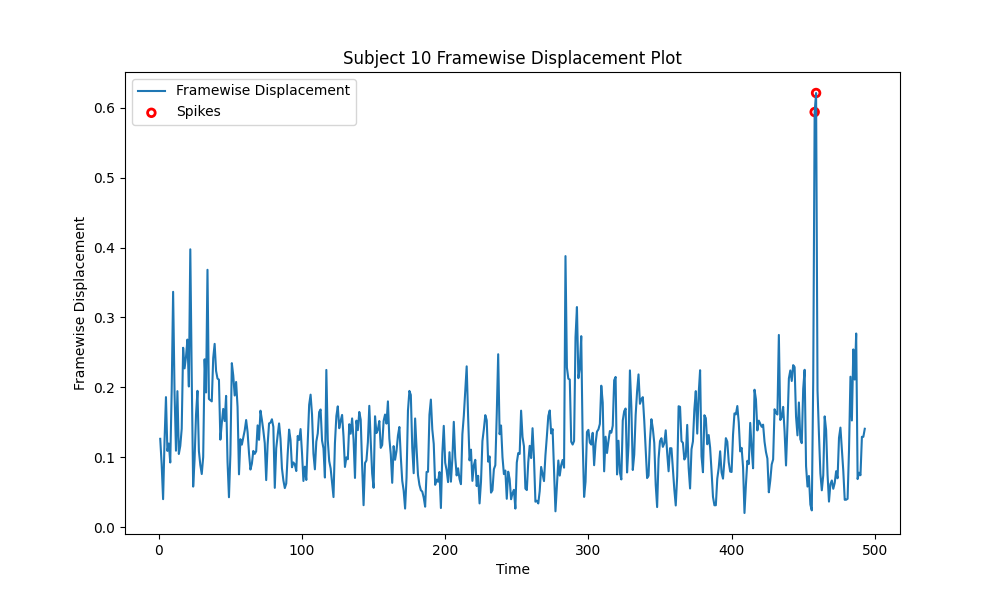 Subject 10 Framewise Displacement Plot
Framewise Displacement
Spikes
0.6
0.5
0.4
0.3
0.2
0.1
0.0
Framewise Displacement
0 100 200 300 400 500
Time